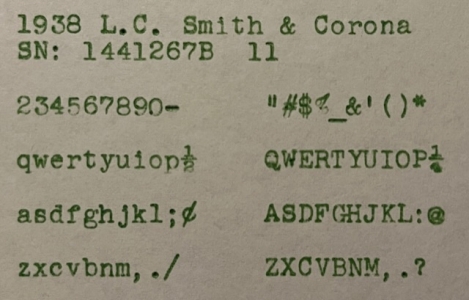 1938 L.C. Smith & Corona
SN: 1441267B 11
234567890- "#$%_&'()*
qwertyuiop½ QWERTYUIOP¼
asdfghjkl;¢ ASDFGHJKL:@
zxcvbnm,./ ZXCVBNM,.?